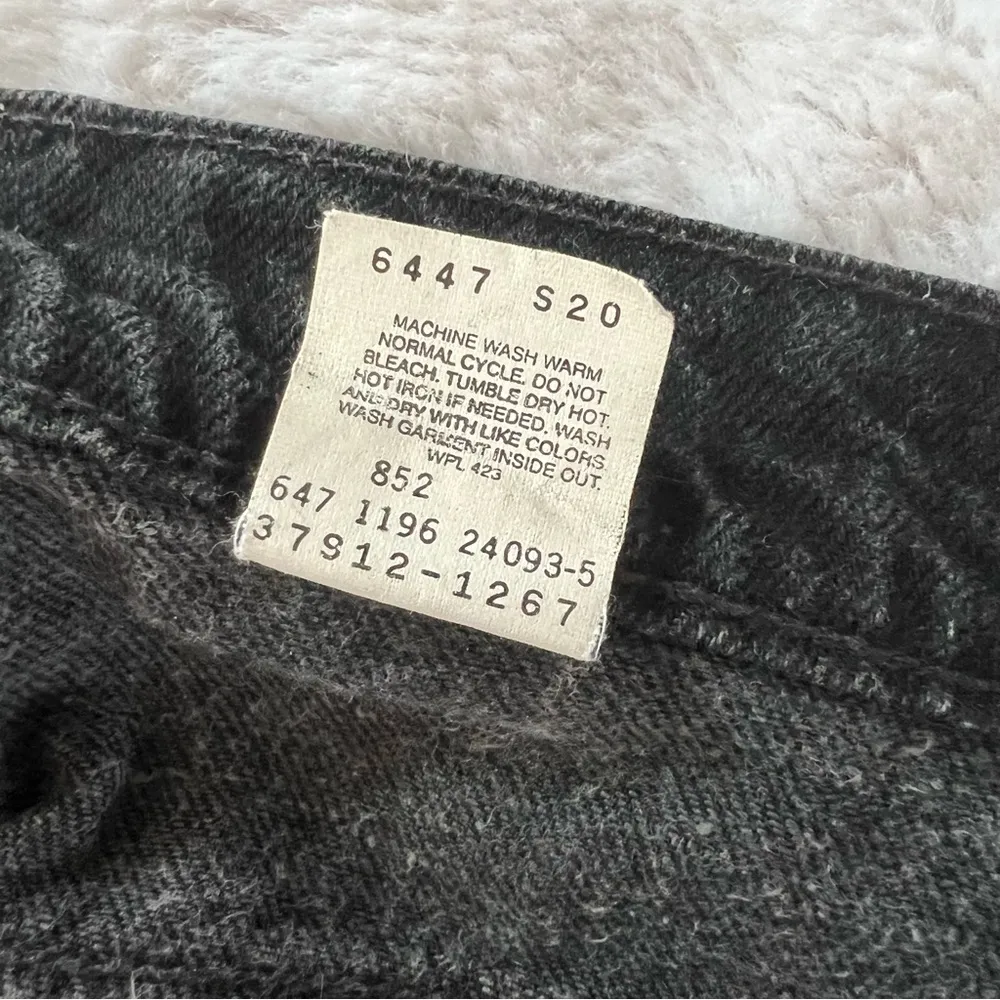 6447 S20
MACHINE WASH WARM
NORMAL CYCLE. DO NOT
BLEACH. TUMBLE DRY HOT.
HOT IRON IF NEEDED. WASH
AND DRY WITH LIKE COLORS.
WASH GARMENT INSIDE OUT.
WPL 423
852
647 1196 24093-5
37912-1267